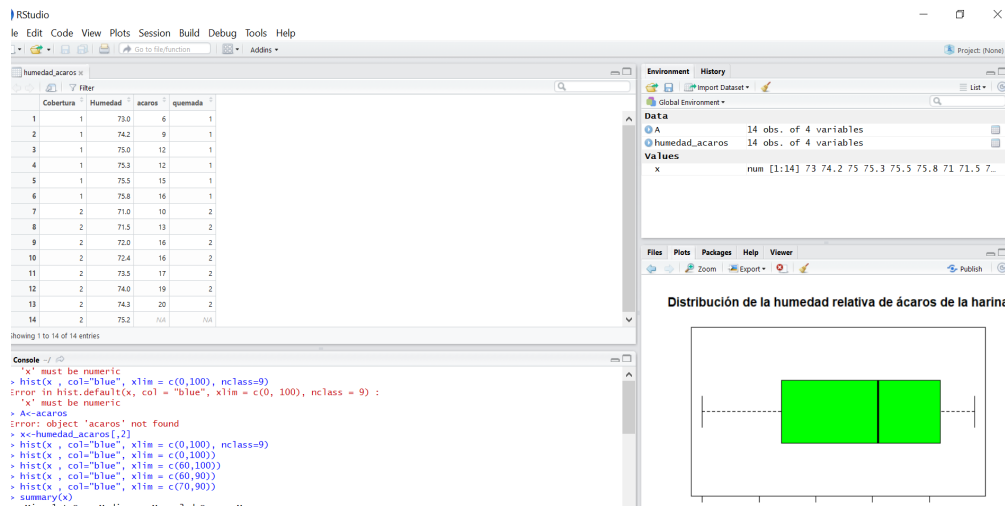 RStudio
le Edit Code View Plots Session Build Debug Tools Help
Go to file/function Addins
Project: (None)
humedad_acaros
Filter
Cobertura Humedad acaros quemada
1 1 73.0 6 1
2 1 74.2 9 1
3 1 75.0 12 1
4 1 75.3 12 1
5 1 75.5 15 1
6 1 75.8 16 1
7 2 71.0 10 2
8 2 71.5 13 2
9 2 72.0 16 2
10 2 72.4 16 2
11 2 73.5 17 2
12 2 74.0 19 2
13 2 74.3 20 2
14 2 75.2 NA NA
Showing 1 to 14 of 14 entries
Console ~/
'x' must be numeric
> hist(x , col="blue", xlim = c(0,100), nclass=9)
Error in hist.default(x, col = "blue", xlim = c(0, 100), nclass = 9) :
'x' must be numeric
> A<-acaros
Error: object 'acaros' not found
> x<-humedad_acaros[,2]
> hist(x , col="blue", xlim = c(0,100), nclass=9)
> hist(x , col="blue", xlim = c(0,100))
> hist(x , col="blue", xlim = c(60,100))
> hist(x , col="blue", xlim = c(60,90))
> hist(x , col="blue", xlim = c(70,90))
> summary(x)
Environment History
Import Dataset List
Global Environment
Data
A 14 obs. of 4 variables
humedad_acaros 14 obs. of 4 variables
Values
x num [1:14] 73 74.2 75 75.3 75.5 75.8 71 71.5 7…
Files Plots Packages Help Viewer
Zoom Export Publish
Distribución de la humedad relativa de ácaros de la harina